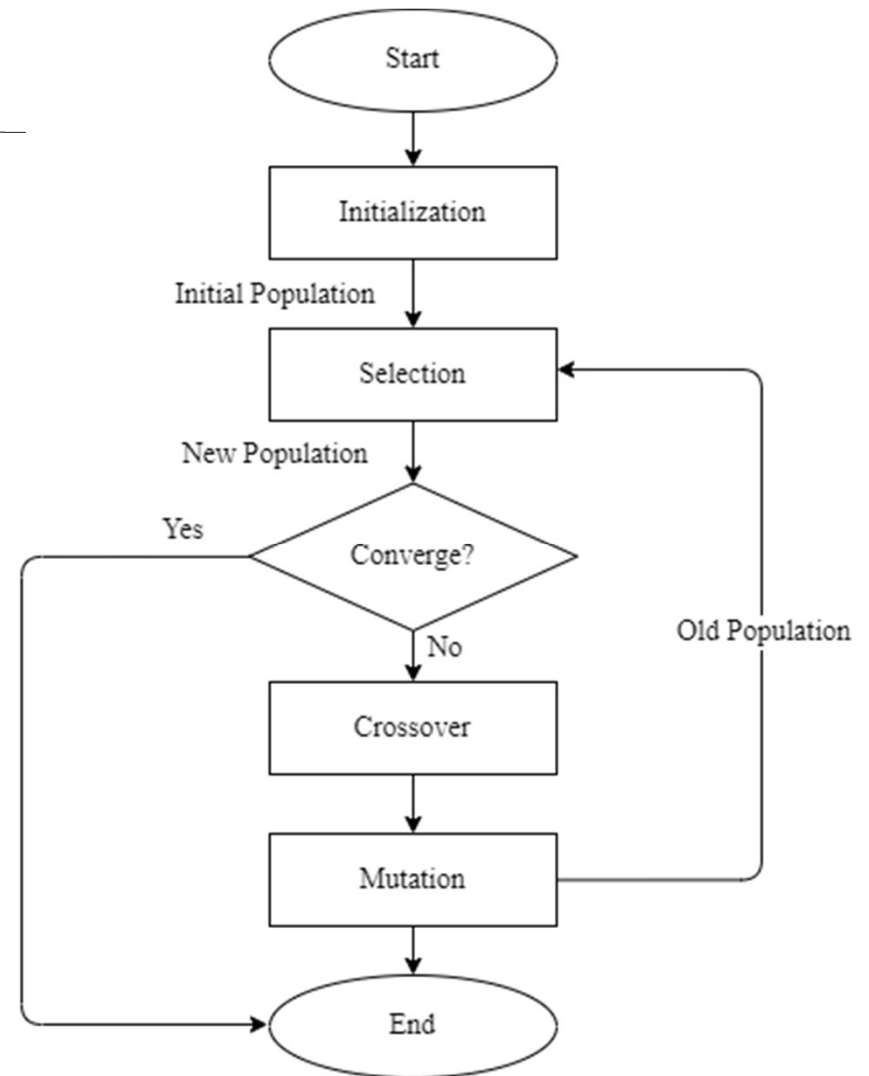 Start
Initialization
Initial Population
Selection
New Population
Yes
Converge?
No
Old Population
Crossover
Mutation
End